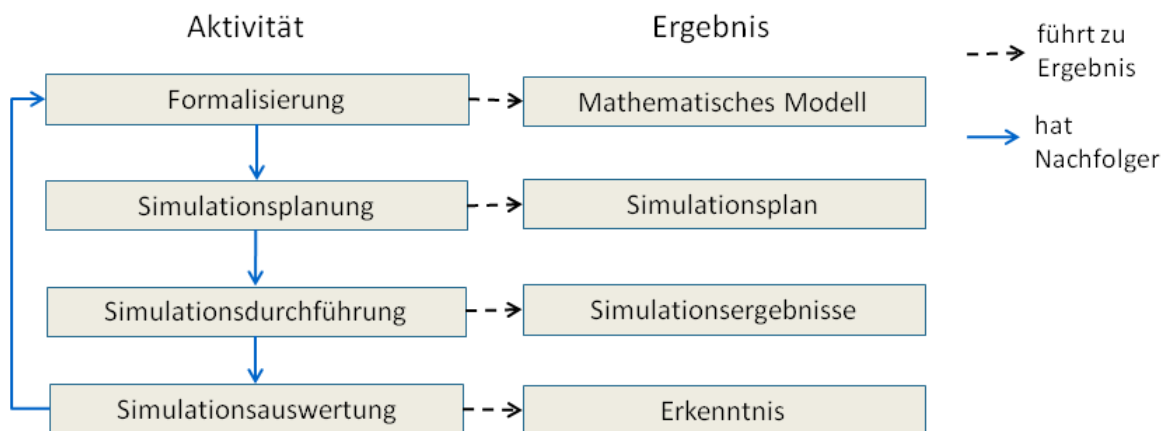 Aktivität
Ergebnis
führt zu
Ergebnis
hat
Nachfolger
Formalisierung
Mathematisches Modell
Simulationsplanung
Simulationsplan
Simulationsdurchführung
Simulationsergebnisse
Simulationsauswertung
Erkenntnis